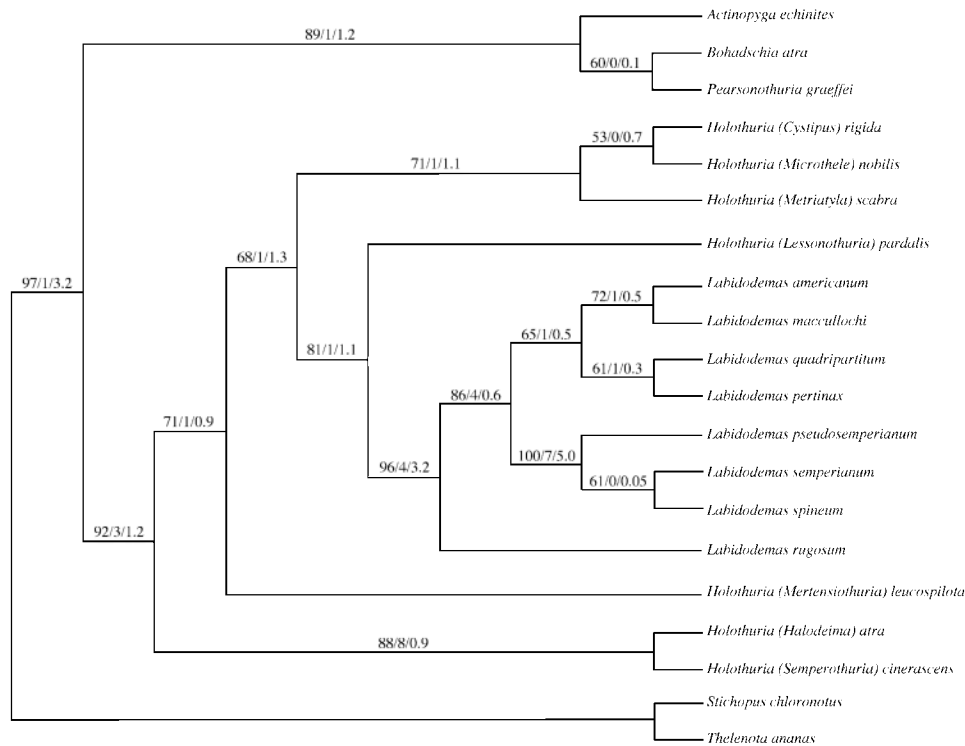 Actinopyga echinites
89/1/1.2
Bohadschia atra
60/0/0.1
Pearsonothuria graeffei
Holothuria (Cystipus) rigida
53/0/0.7
Holothuria (Microthele) nobilis
71/1/1.1
Holothuria (Metriatyla) scabra
Holothuria (Lessonothuria) pardalis
68/1/1.3
97/1/3.2
Labidodemas americanum
72/1/0.5
Labidodemas maccullochi
65/1/0.5
81/1/1.1
Labidodemas quadripartitum
61/1/0.3
Labidodemas pertinax
86/4/0.6
71/1/0.9
Labidodemas pseudosemperianum
100/7/5.0
96/4/3.2
Labidodemas semperianum
61/0/0.05
Labidodemas spineum
92/3/1.2
Labidodemas rugosum
Holothuria (Mertensiothuria) leucospilota
Holothuria (Halodeima) atra
88/8/0.9
Holothuria (Semperothuria) cinerascens
Stichopus chloronotus
Thelenota ananas